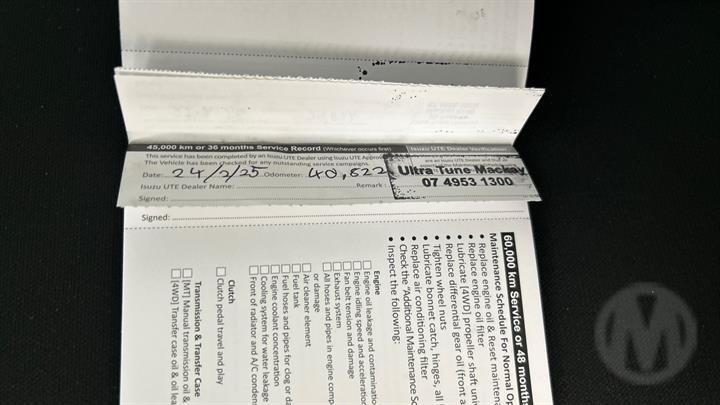 45,000 km or 36 months Service Record (Whichever occurs first)
Isuzu UTE Dealer Verification
This service has been completed by an Isuzu UTE Dealer using Isuzu UTE Approv
The Vehicle has been checked for any outstanding service campaigns.
Date: 24/2/25 Odometer: 40,822
Isuzu UTE Dealer Name: Remark:
Signed:
Ultra Tune Mackay
07 4953 1300
Signed:
60,000 km Service or 48 months
Maintenance Schedule For Normal Op
• Replace engine oil & Reset maintena
• Replace engine oil filter
• Lubricate [4WD] propeller shaft univ
• Replace differential gear oil (front a
• Tighten wheel nuts
• Lubricate bonnet catch, hinges, all
• Replace air conditioning filter
• Check the "Additional Maintenance Sc
• Inspect the following:
Engine
Engine oil leakage and contaminatio
Engine idling speed and acceleration
Fan belt tension and damage
Exhaust system
All hoses and pipes in engine comp
or damage
Air cleaner element
Fuel tank
Fuel hoses and pipes for clog or da
Engine coolant concentration
Cooling system for water leakage
Front of radiator and A/C condens
Clutch
Clutch pedal travel and play
Transmission & Transfer Case
[MT] Manual transmission oil &
[4WD] Transfer case oil & oil lea